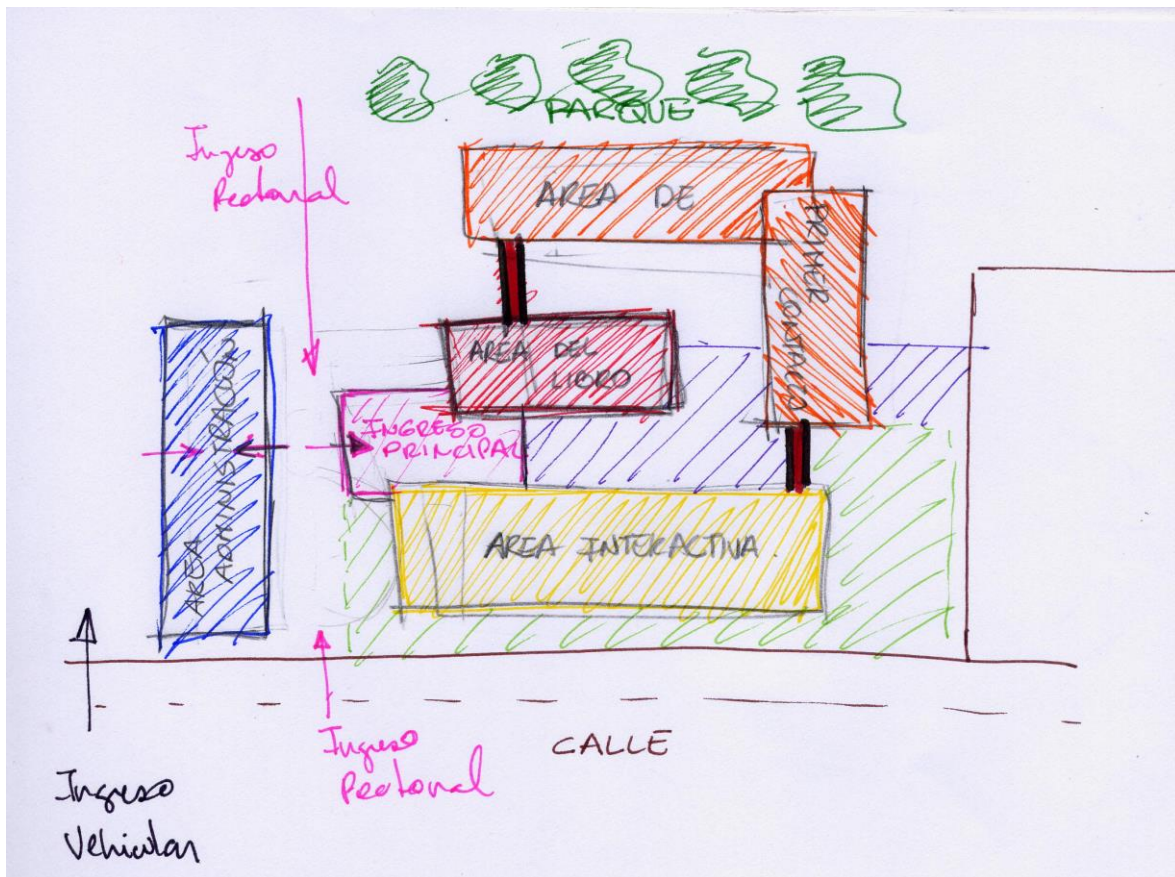 PARQUE
Ingreso
Peatonal
AREA DE
PRIMER CONTACTO
AREA DEL
LIBRO
INGRESO
PRINCIPAL
AREA
ADMINISTRACIÓN
AREA INTERACTIVA
Ingreso
Peatonal
CALLE
Ingreso
Vehicular